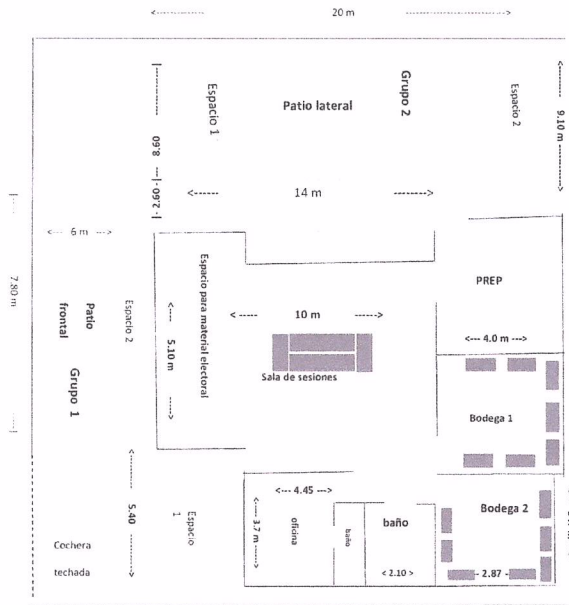 <----- 20 m ----->
Espacio 1
Patio lateral
Grupo 2
Espacio 2
<----- 9.10 m ----->
8.60
2.60
<----- 14 m ----->
7.80 m
<--- 6 m --->
Patio
frontal
Grupo 1
Espacio 2
Espacio para material electoral
<----- 5.10 m ----->
<----- 10 m ----->
Sala de sesiones
PREP
<--- 4.0 m --->
Bodega 1
<----- 5.40 ----->
Espacio
1
Cochera
techada
<--- 4.45 --->
<--- 3.7 m --->
oficina
baño
baño
< 2.10 >
Bodega 2
- 2.87 -